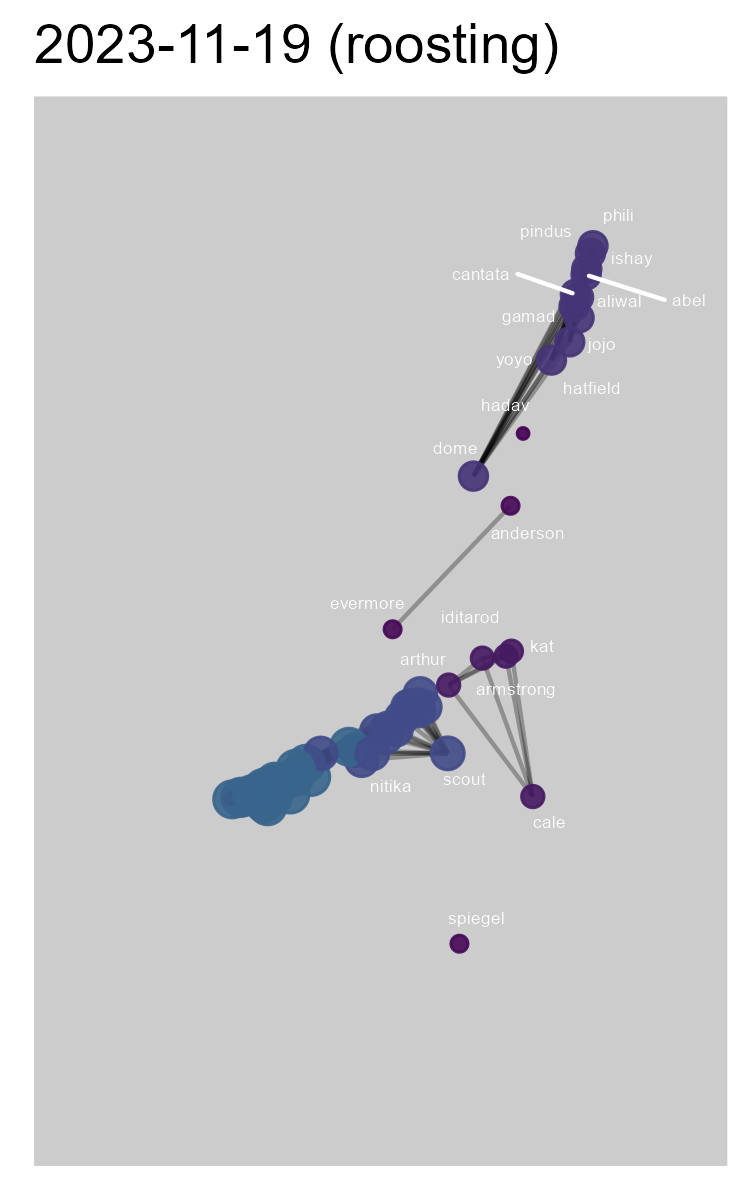 2023-11-19 (roosting)
phili
pindus
ishay
cantata
abel
aliwal
gamad
jojo
yoyo
hatfield
hadav
dome
anderson
evermore
iditarod
kat
arthur
armstrong
scout
nitika
cale
spiegel